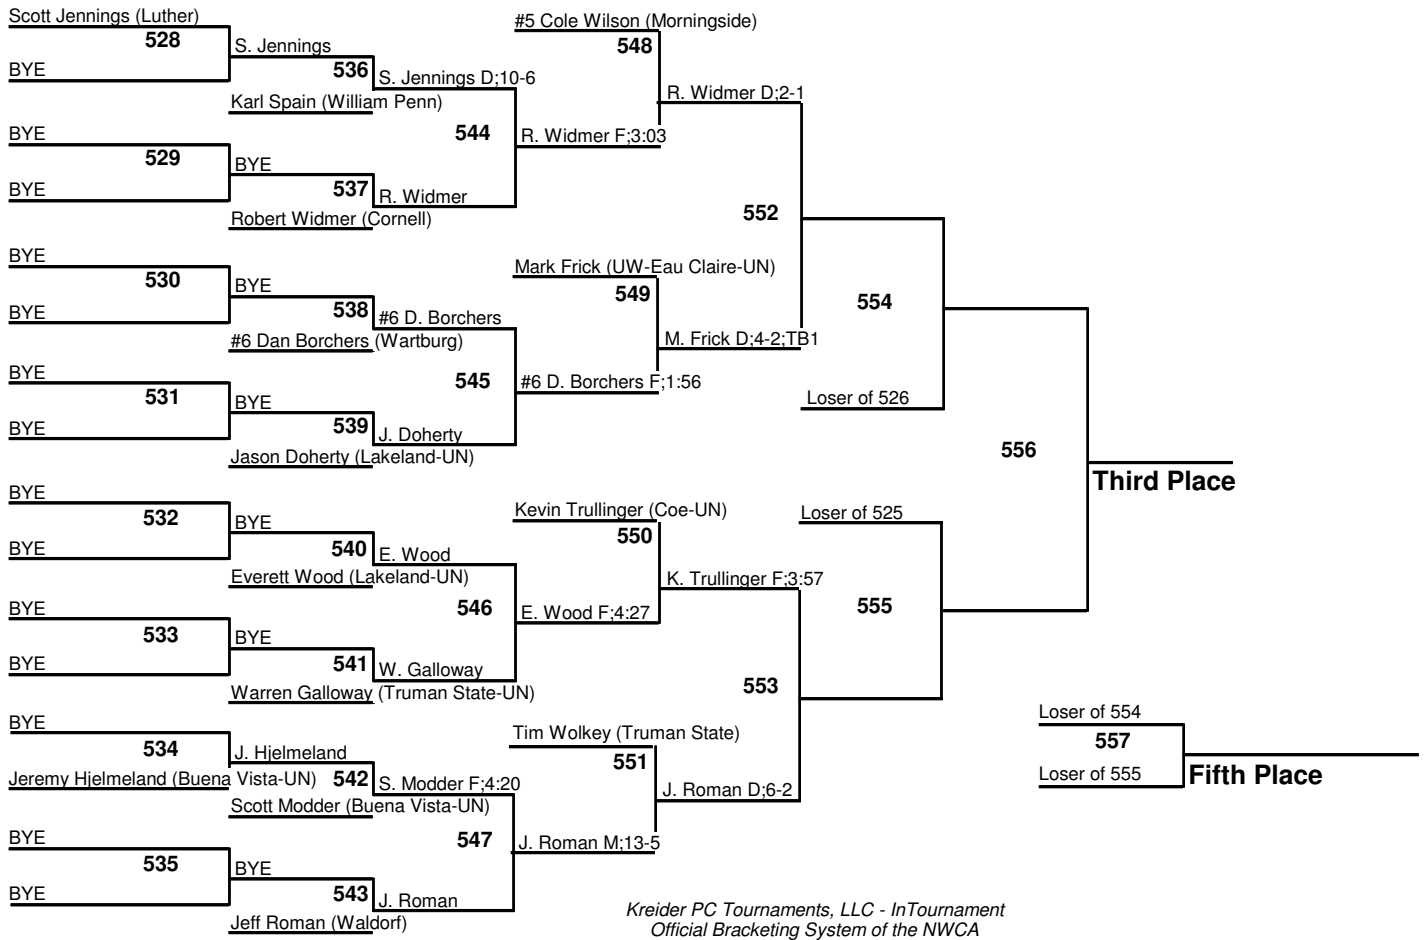 Scott Jennings (Luther)
528
BYE
S. Jennings
536
Karl Spain (William Penn)
S. Jennings D;10-6
544
BYE
529
BYE
BYE
537
Robert Widmer (Cornell)
R. Widmer
R. Widmer F;3:03
#5 Cole Wilson (Morningside)
548
R. Widmer D;2-1
552
BYE
530
BYE
BYE
538
#6 Dan Borchers (Wartburg)
#6 D. Borchers
545
BYE
531
BYE
BYE
539
Jason Doherty (Lakeland-UN)
J. Doherty
#6 D. Borchers F;1:56
Mark Frick (UW-Eau Claire-UN)
549
M. Frick D;4-2;TB1
554
Loser of 526
556
Third Place
BYE
532
BYE
BYE
540
Everett Wood (Lakeland-UN)
E. Wood
546
BYE
533
BYE
BYE
541
Warren Galloway (Truman State-UN)
W. Galloway
E. Wood F;4:27
Kevin Trullinger (Coe-UN)
550
K. Trullinger F;3:57
Loser of 525
555
553
BYE
534
Jeremy Hjelmeland (Buena Vista-UN)
J. Hjelmeland
542
Scott Modder (Buena Vista-UN)
S. Modder F;4:20
547
BYE
535
BYE
BYE
543
Jeff Roman (Waldorf)
J. Roman
J. Roman M;13-5
Tim Wolkey (Truman State)
551
J. Roman D;6-2
Loser of 554
557
Loser of 555
Fifth Place
Kreider PC Tournaments, LLC - InTournament
Official Bracketing System of the NWCA